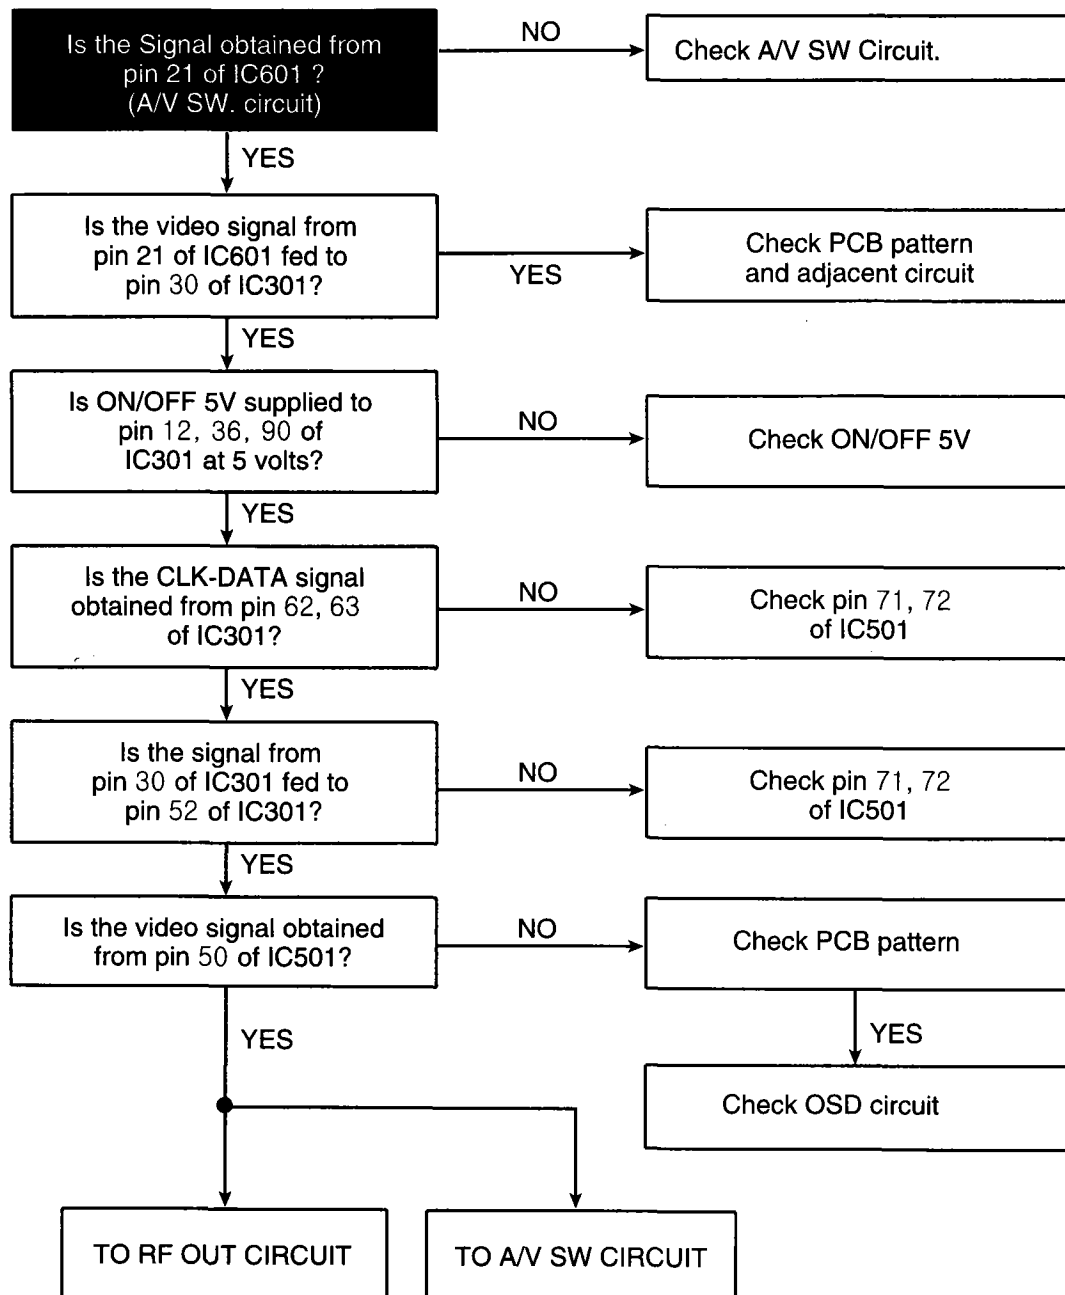 Is the Signal obtained from
pin 21 of IC601 ?
(A/V SW. circuit)
NO
Check A/V SW Circuit.
YES
Is the video signal from
pin 21 of IC601 fed to
pin 30 of IC301?
YES
Check PCB pattern
and adjacent circuit
YES
Is ON/OFF 5V supplied to
pin 12, 36, 90 of
IC301 at 5 volts?
NO
Check ON/OFF 5V
YES
Is the CLK-DATA signal
obtained from pin 62, 63
of IC301?
NO
Check pin 71, 72
of IC501
YES
Is the signal from
pin 30 of IC301 fed to
pin 52 of IC301?
NO
Check pin 71, 72
of IC501
YES
Is the video signal obtained
from pin 50 of IC501?
NO
Check PCB pattern
YES
YES
Check OSD circuit
TO RF OUT CIRCUIT
TO A/V SW CIRCUIT